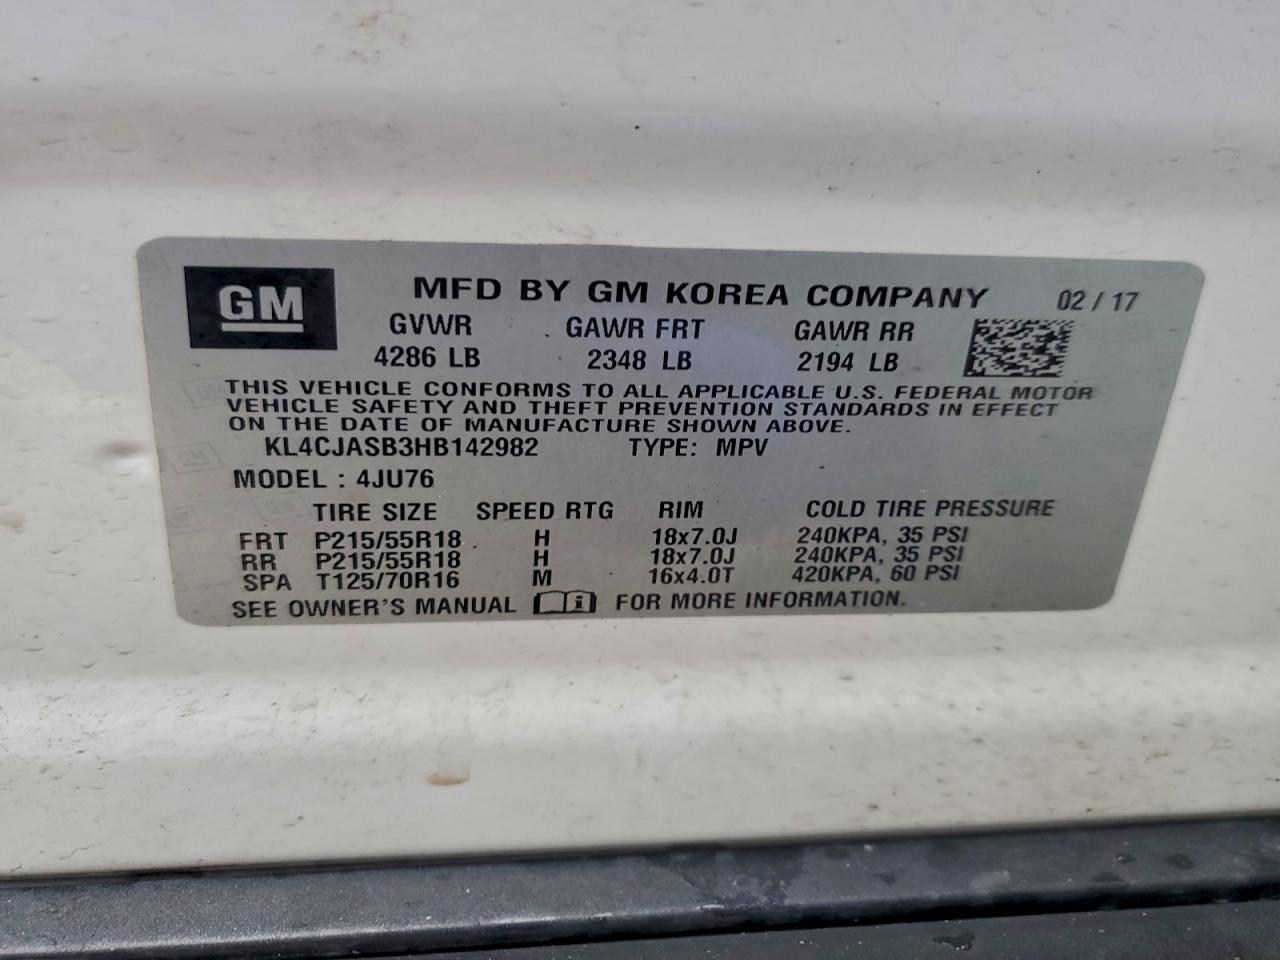 GM
MFD BY GM KOREA COMPANY 02 / 17
GVWR GAWR FRT GAWR RR
4286 LB 2348 LB 2194 LB
THIS VEHICLE CONFORMS TO ALL APPLICABLE U.S. FEDERAL MOTOR
VEHICLE SAFETY AND THEFT PREVENTION STANDARDS IN EFFECT
ON THE DATE OF MANUFACTURE SHOWN ABOVE.
KL4CJASB3HB142982 TYPE: MPV
MODEL : 4JU76
TIRE SIZE SPEED RTG RIM COLD TIRE PRESSURE
FRT P215/55R18 H 18x7.0J 240KPA, 35 PSI
RR P215/55R18 H 18x7.0J 240KPA, 35 PSI
SPA T125/70R16 M 16x4.0T 420KPA, 60 PSI
SEE OWNER'S MANUAL i FOR MORE INFORMATION.